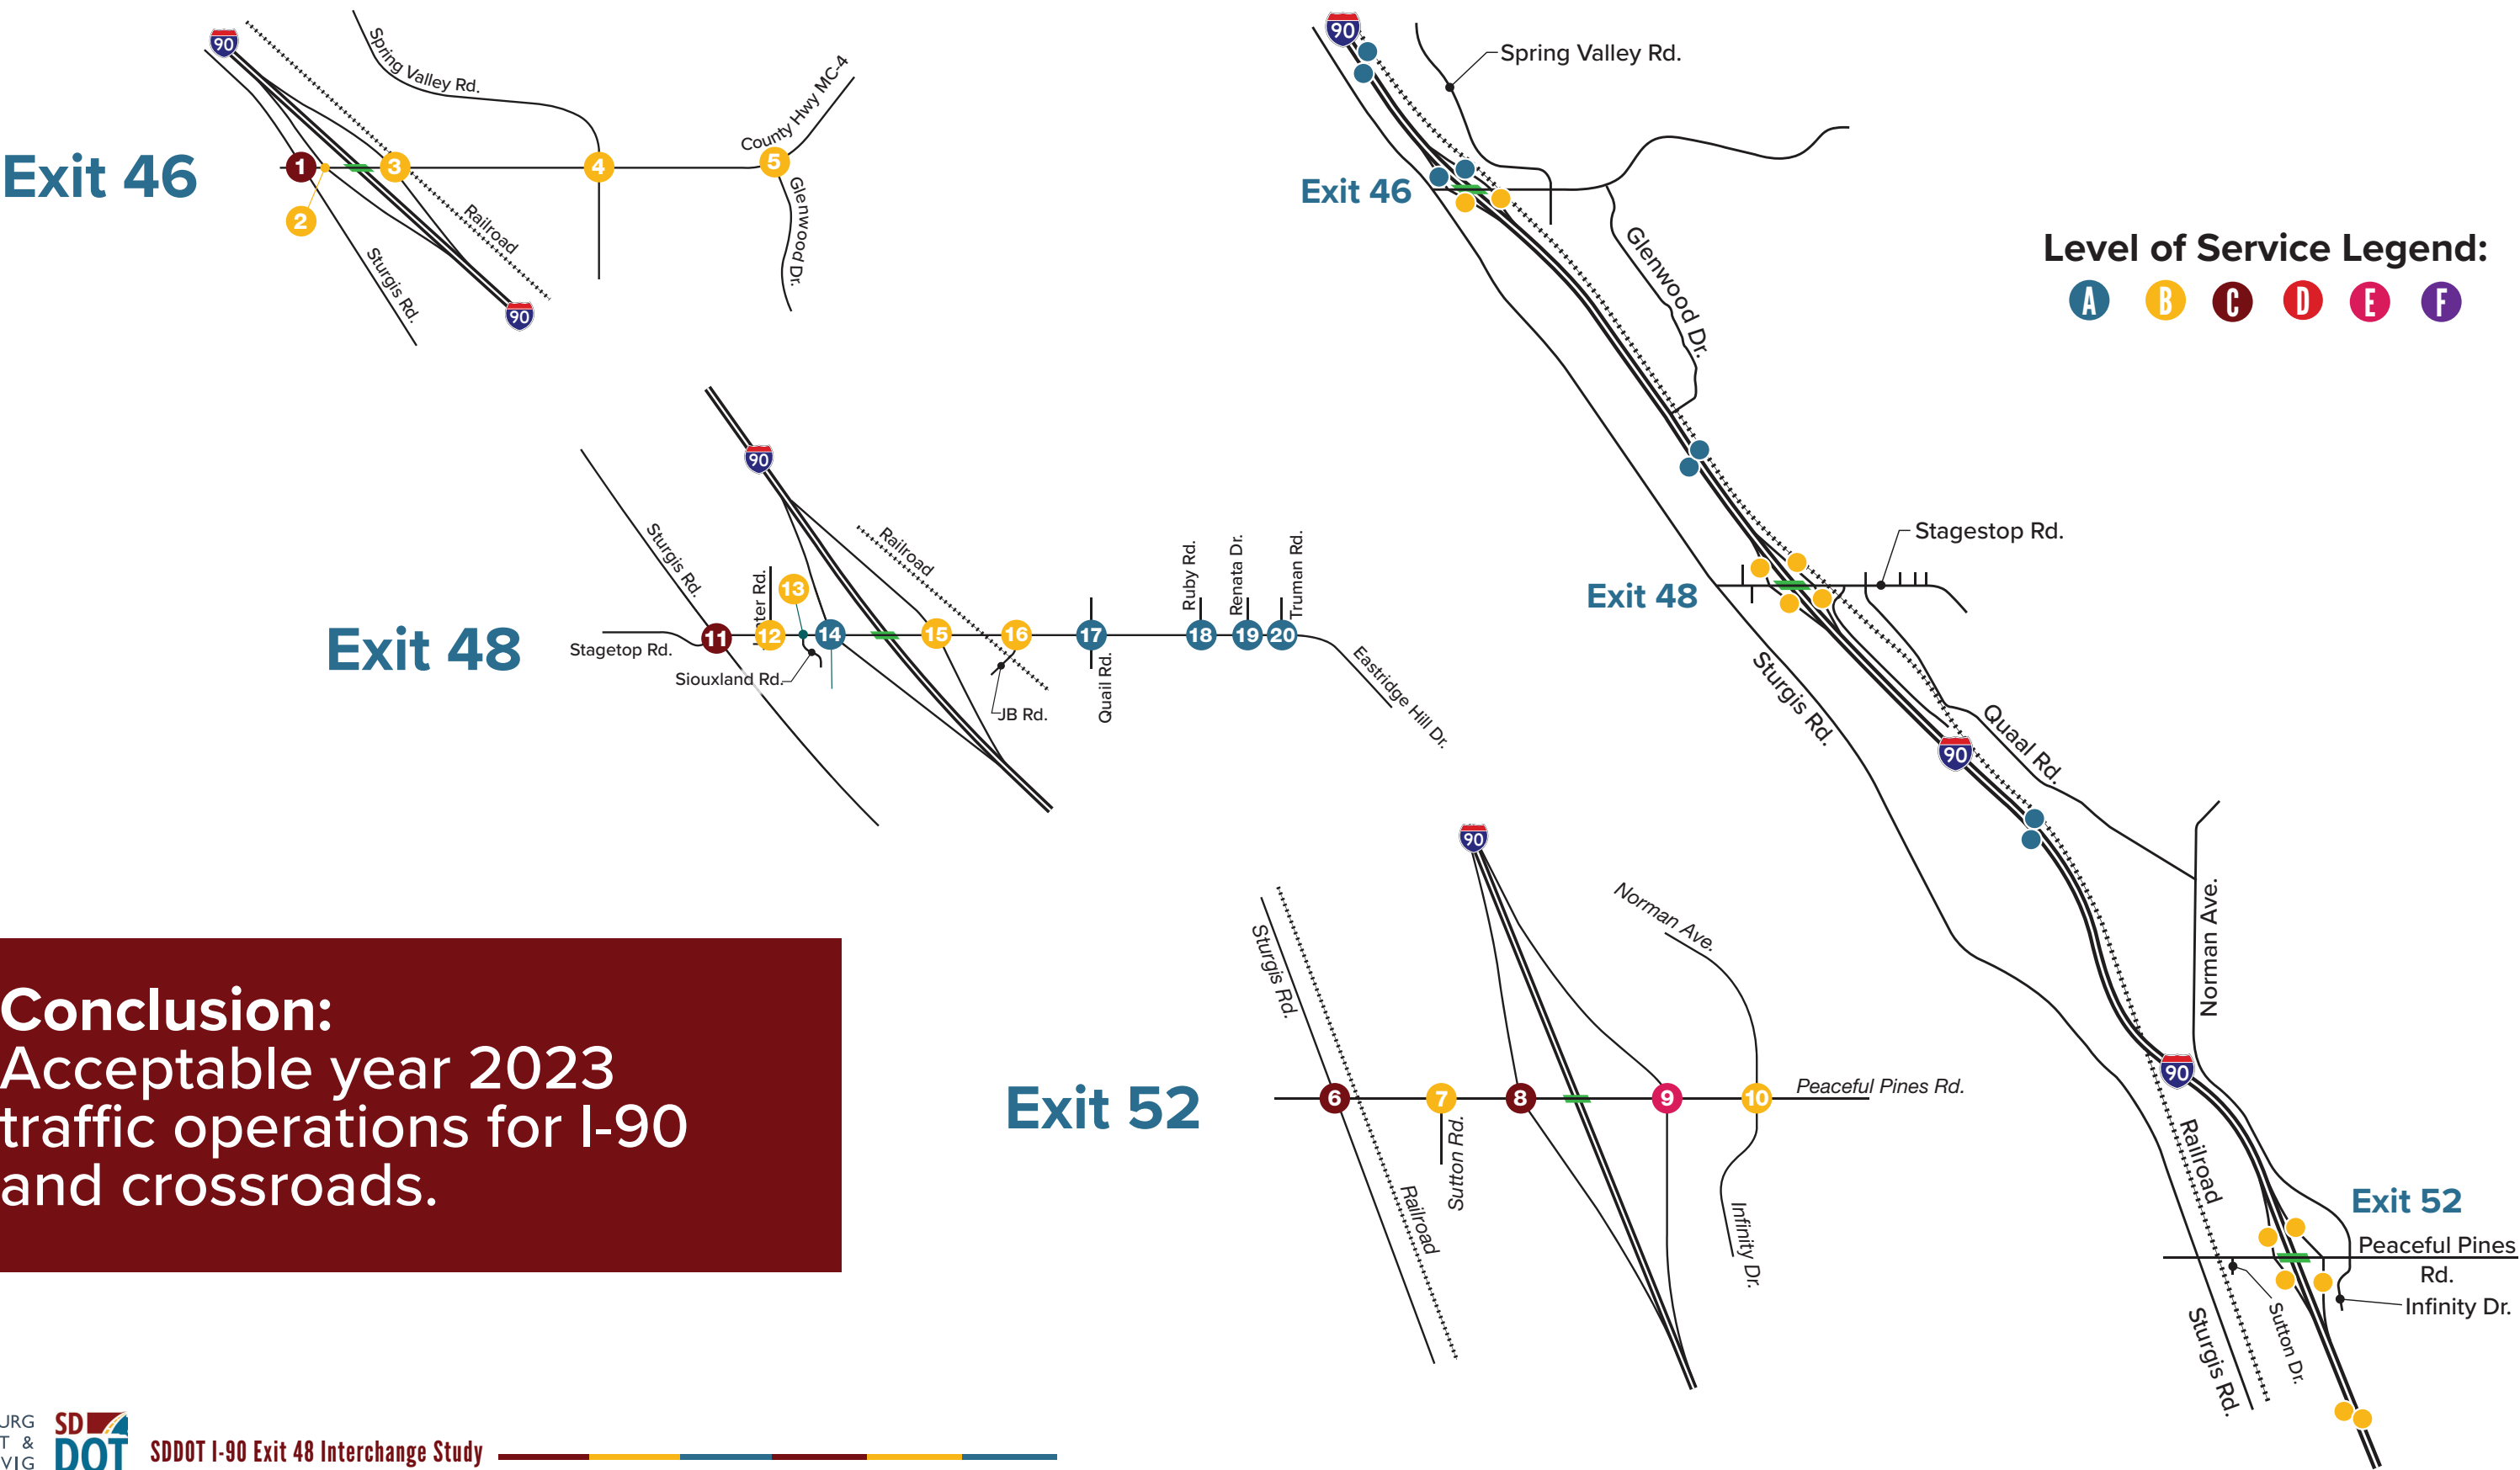 90
Spring Valley Rd.
County Hwy MC-4
Exit 46
1
3
4
5
2
Railroad
Sturgis Rd.
Glenwood Dr.
90
90
Spring Valley Rd.
Exit 46
Glenwood Dr.
Level of Service Legend:
A B C D E F
90
Sturgis Rd.
Railroad
Ruby Rd.
Renata Dr.
Truman Rd.
13
Exit 48
Stagetop Rd.
11
12
14
15
16
17
18
19
20
Siouxland Rd.
JB Rd.
Quail Rd.
Eastridge Hill Dr.
Stagestop Rd.
Exit 48
Sturgis Rd.
90
Quaal Rd.
Norman Ave.
90
Railroad
Exit 52
Peaceful Pines
Rd.
Infinity Dr.
Sutton Dr.
Sturgis Rd.
90
Norman Ave.
Sturgis Rd.
Exit 52
6
7
8
9
10
Peaceful Pines Rd.
Sutton Rd.
Railroad
Infinity Dr.
Conclusion:
Acceptable year 2023
traffic operations for I-90
and crossroads.
SD
DOT
SDDOT I-90 Exit 48 Interchange Study